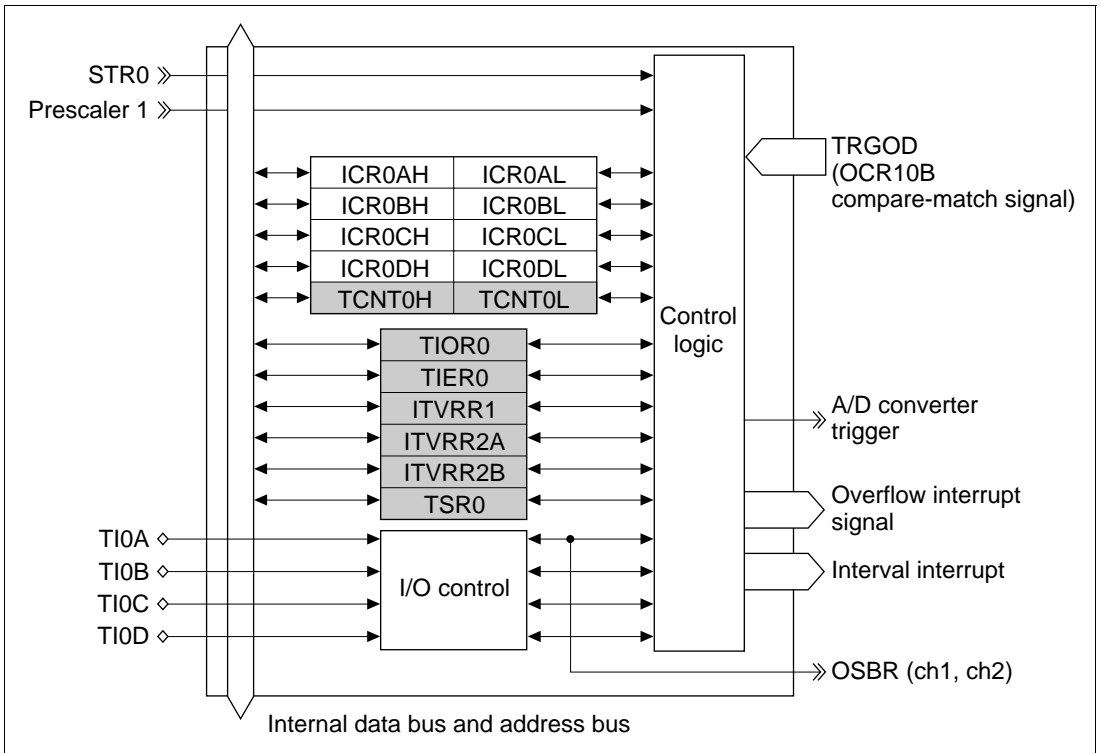 STR0
Prescaler 1
TRGOD
(OCR10B
compare-match signal)
ICR0AH ICR0AL
ICR0BH ICR0BL
ICR0CH ICR0CL
ICR0DH ICR0DL
TCNT0H TCNT0L
Control
logic
TIOR0
TIER0
ITVRR1
ITVRR2A
ITVRR2B
TSR0
A/D converter
trigger
Overflow interrupt
signal
Interval interrupt
TI0A
TI0B
TI0C
TI0D
I/O control
OSBR (ch1, ch2)
Internal data bus and address bus